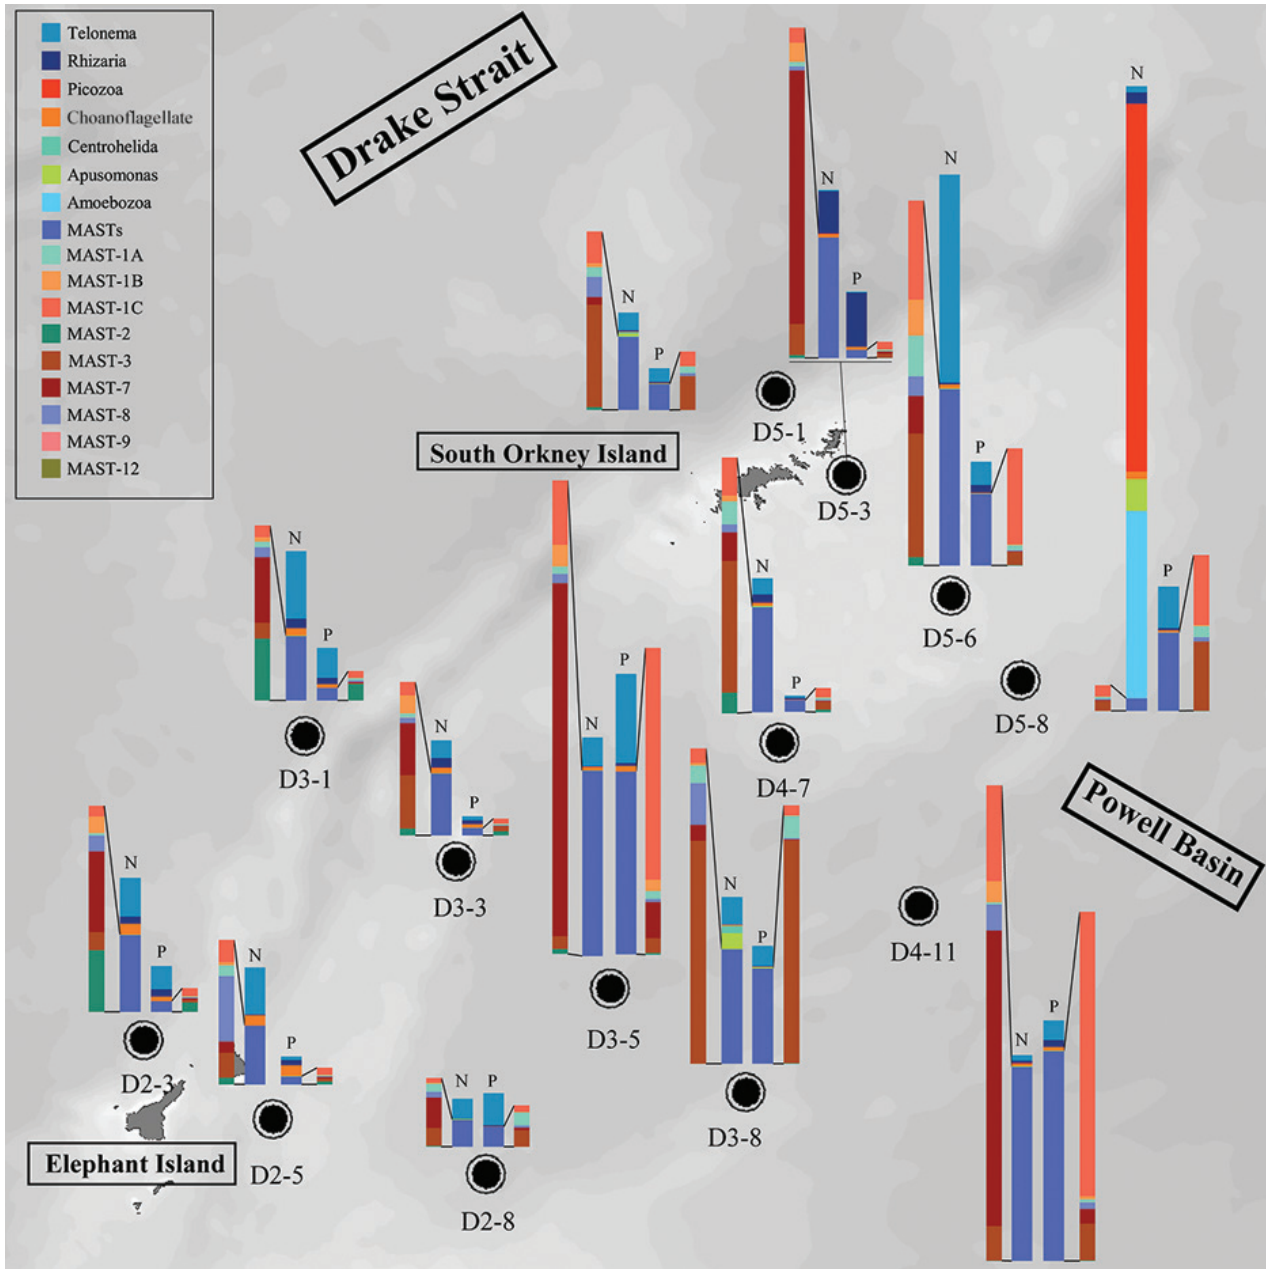 Telonema
Rhizaria
Picozoa
Choanoflagellate
Centrohelida
Apusomonas
Amoebozoa
MASTs
MAST-1A
MAST-1B
MAST-1C
MAST-2
MAST-3
MAST-7
MAST-8
MAST-9
MAST-12
Drake Strait
N
N
N
P
N
P
D5-1
South Orkney Island
P
D5-3
N
N
P
P
D5-6
P
N
D5-8
N
P
D3-1
N
P
D4-7
Powell Basin
D3-3
N
P
N
P
D4-11
D3-5
N
P
N
P
D2-3
N
P
D3-8
Elephant Island
D2-5
D2-8